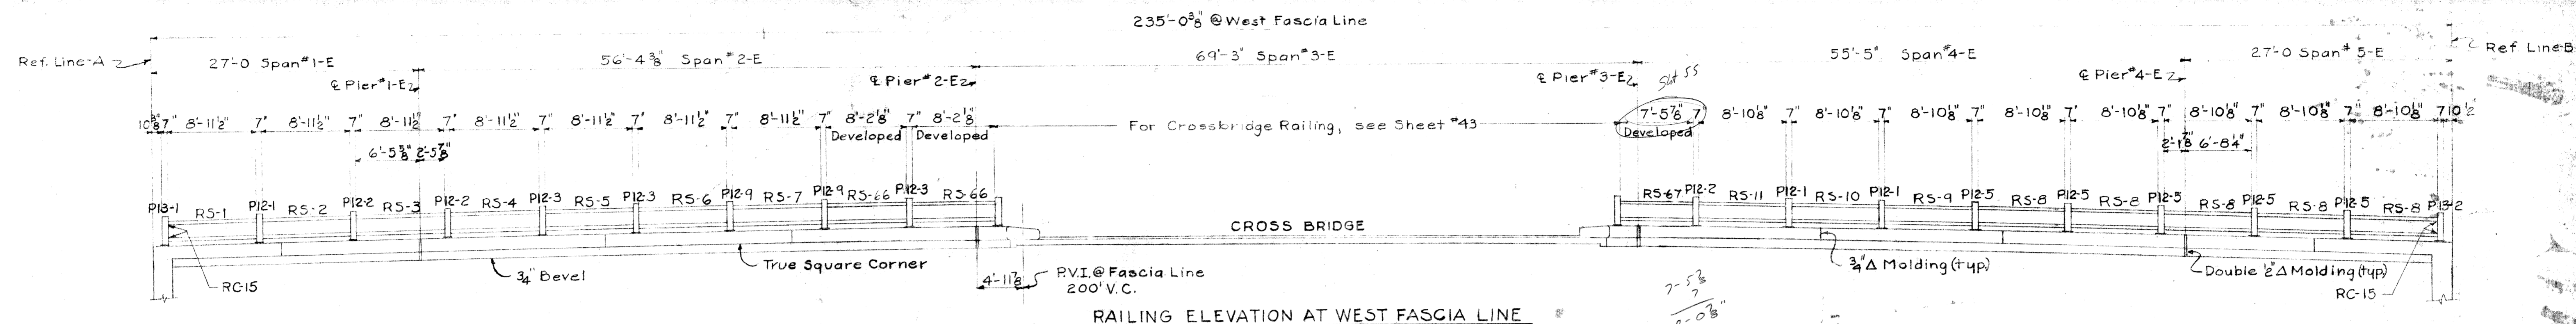 235'-0⅜" @ West Fascia Line
Ref. Line-A 27'-0 Span #1-E 56'-4⅜" Span #2-E 69'-3" Span #3-E 55'-5" Span #4-E 27'-0 Span #5-E Ref Line-B
℄ Pier #1-E ℄ Pier #2-E ℄ Pier #3-E Sht 55 ℄ Pier #4-E
10⅜" 7" 8'-11½" 7" 8'-11½" 7" 8'-11½" 7" 8'-11½" 7" 8'-11½" 7" 8'-11½" 7" 8'-11½" 7" 8'-2⅛" 7" 8'-2⅛" For Crossbridge Railing, see Sheet #43 7'-5⅞" 7" 8'-10⅛" 7" 8'-10⅛" 7" 8'-10⅛" 7" 8'-10⅛" 7" 8'-10⅛" 7" 8'-10⅛" 7" 8'-10⅛" 7" 8'-10⅛" 7 10½"
Developed Developed Developed
6'-5⅝" 2'-5⅞" 2'-1⅞" 6'-8¼"
P13-1 RS-1 P12-1 RS-2 P12-2 RS-3 P12-2 RS-4 P12-3 RS-5 P12-3 RS-6 P12-9 RS-7 P12-9 RS-66 P12-3 RS-66 RS-67 P12-2 RS-11 P12-1 RS-10 P12-1 RS-9 P12-5 RS-8 P12-5 RS-8 P12-5 RS-8 P12-5 RS-8 P12-5 RS-8 P13-2
CROSS BRIDGE
RC-15 ¾" Bevel True Square Corner 4'-11⅞" P.V.I. @ Fascia Line ¾" Δ Molding (typ.) Double ½" Δ Molding (typ.)
200' V.C. RC-15
RAILING ELEVATION AT WEST FASCIA LINE